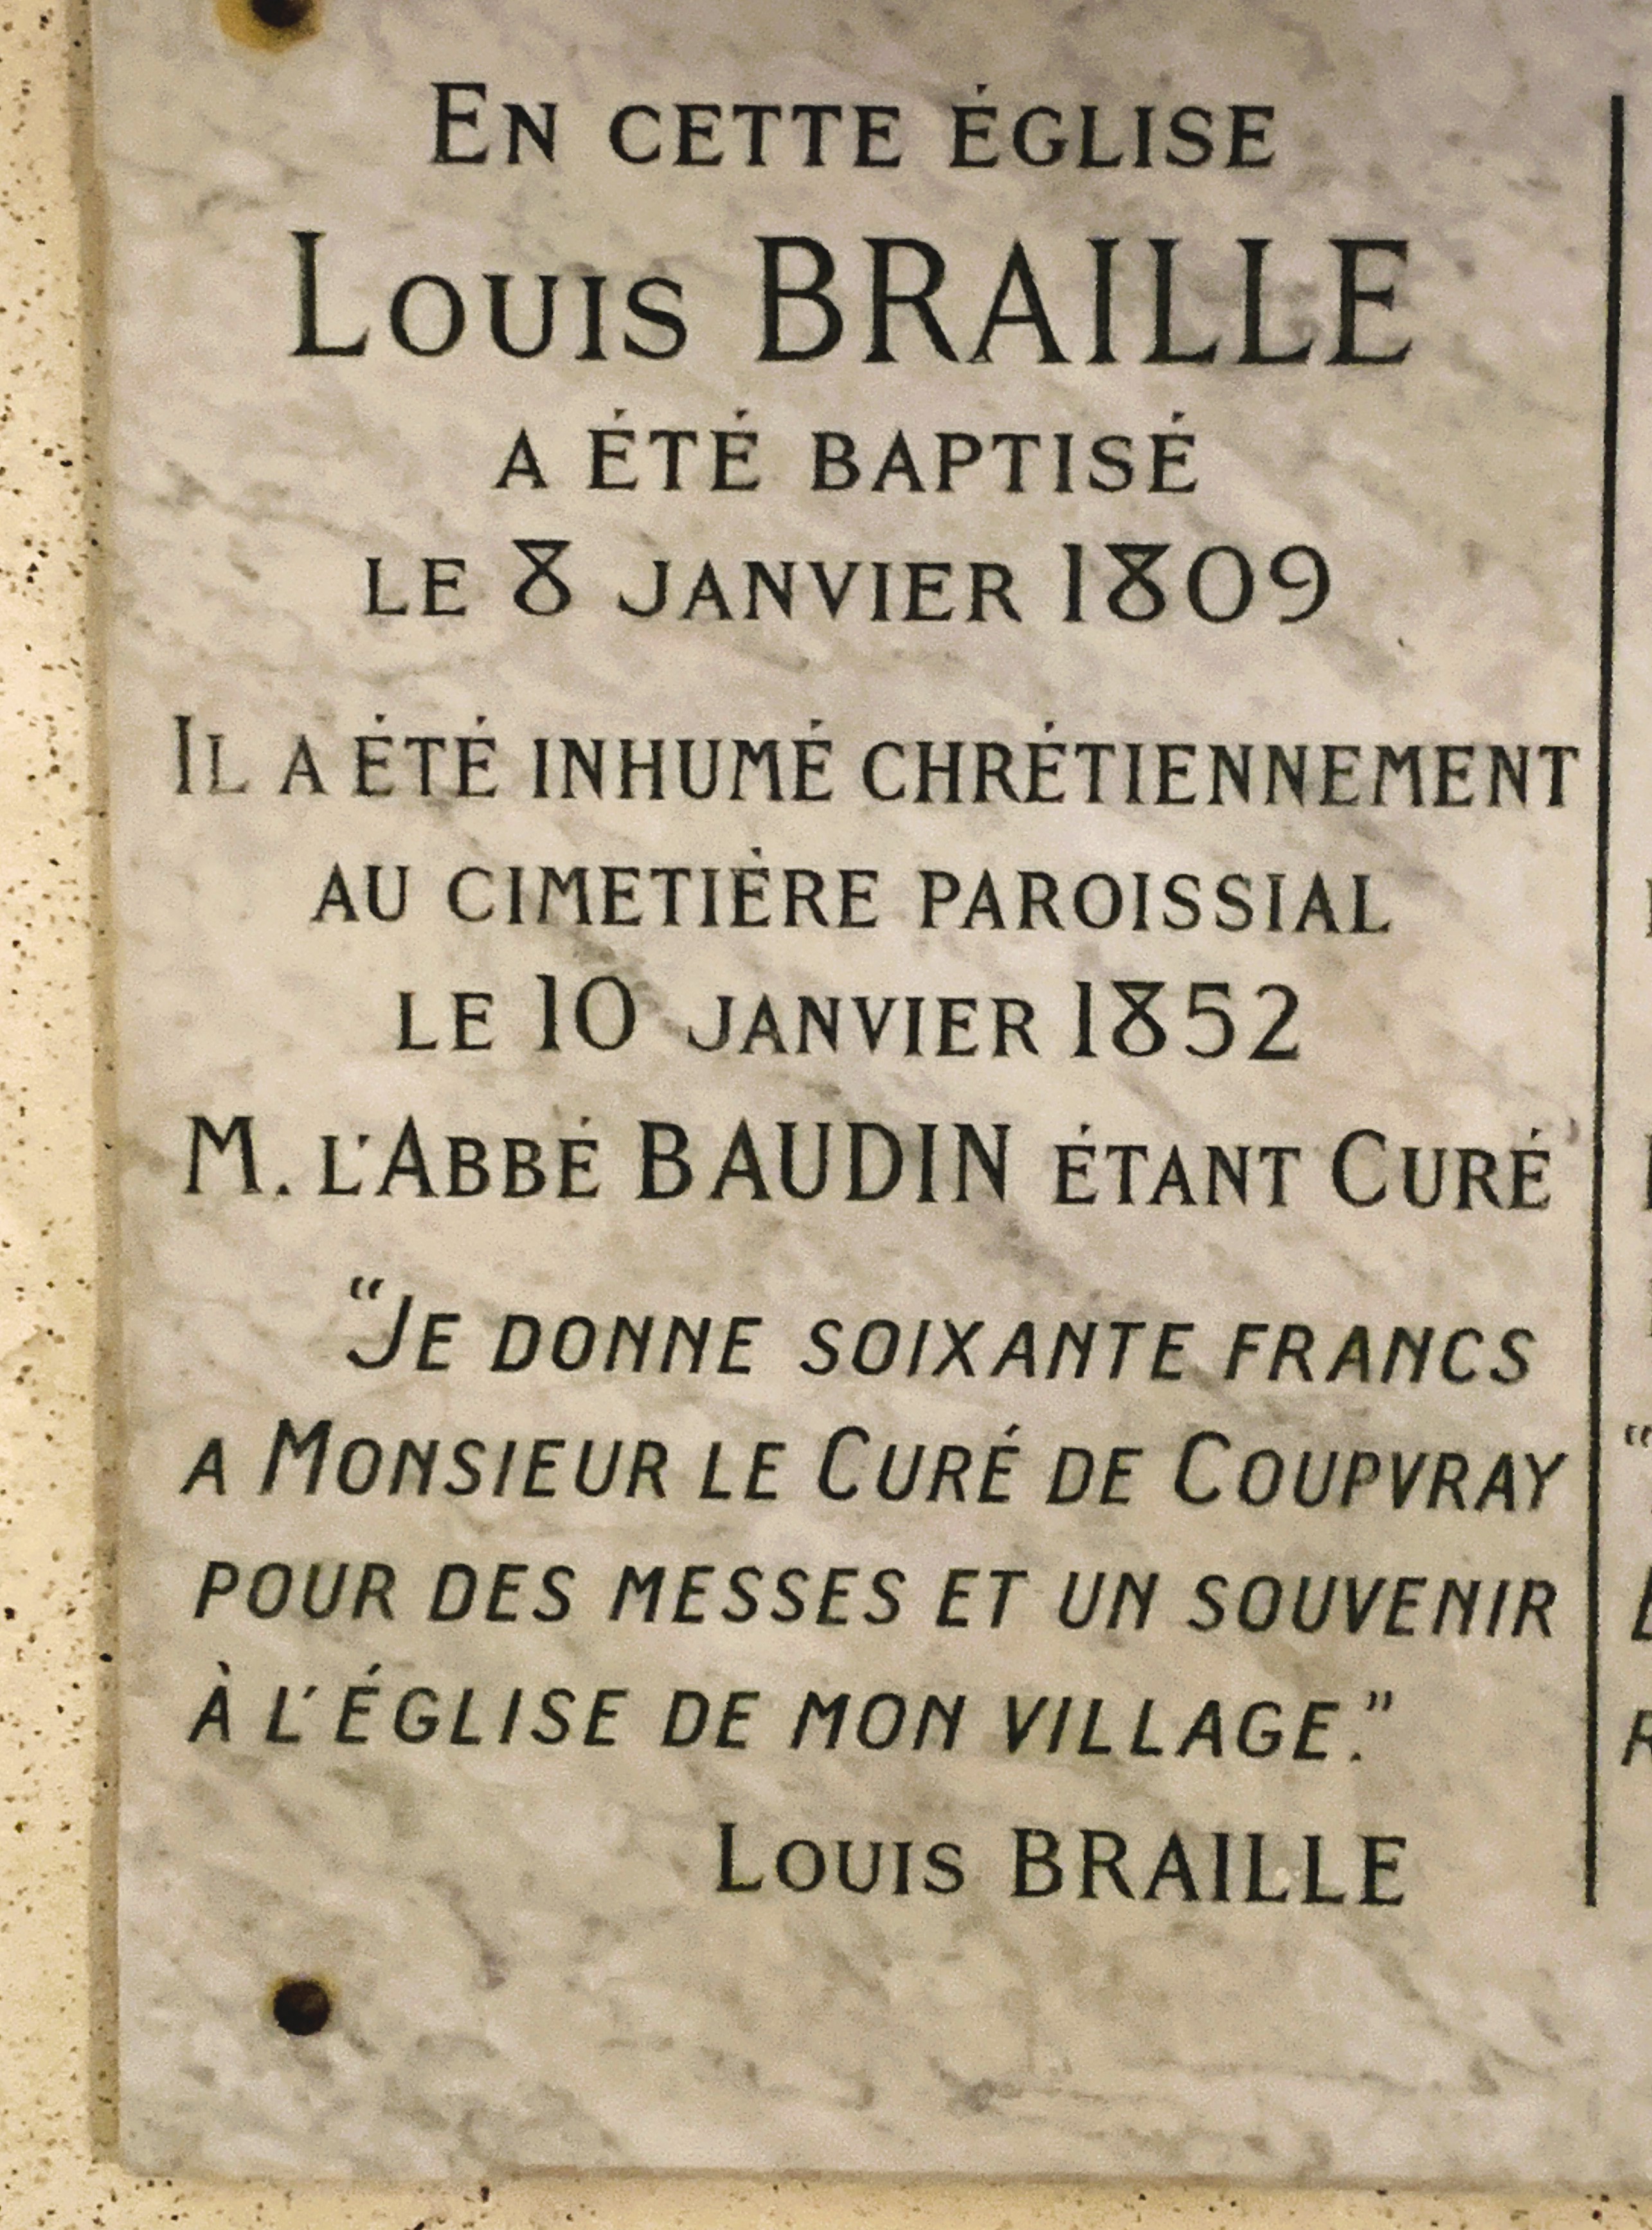 En cette église
Louis BRAILLE
a été baptisé
le 8 janvier 1809
Il a été inhumé chrétiennement
au cimetière paroissial
le 10 janvier 1852
M. l'Abbé BAUDIN étant Curé
"Je donne soixante francs
a Monsieur le Curé de Coupvray
pour des messes et un souvenir
à l'église de mon village."
Louis BRAILLE